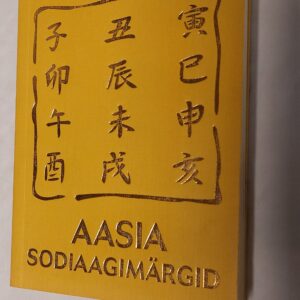 子 丑 寅
卯 辰 巳
午 未 申
酉 戌 亥
AASIA
SODIAAGIMÄRGID